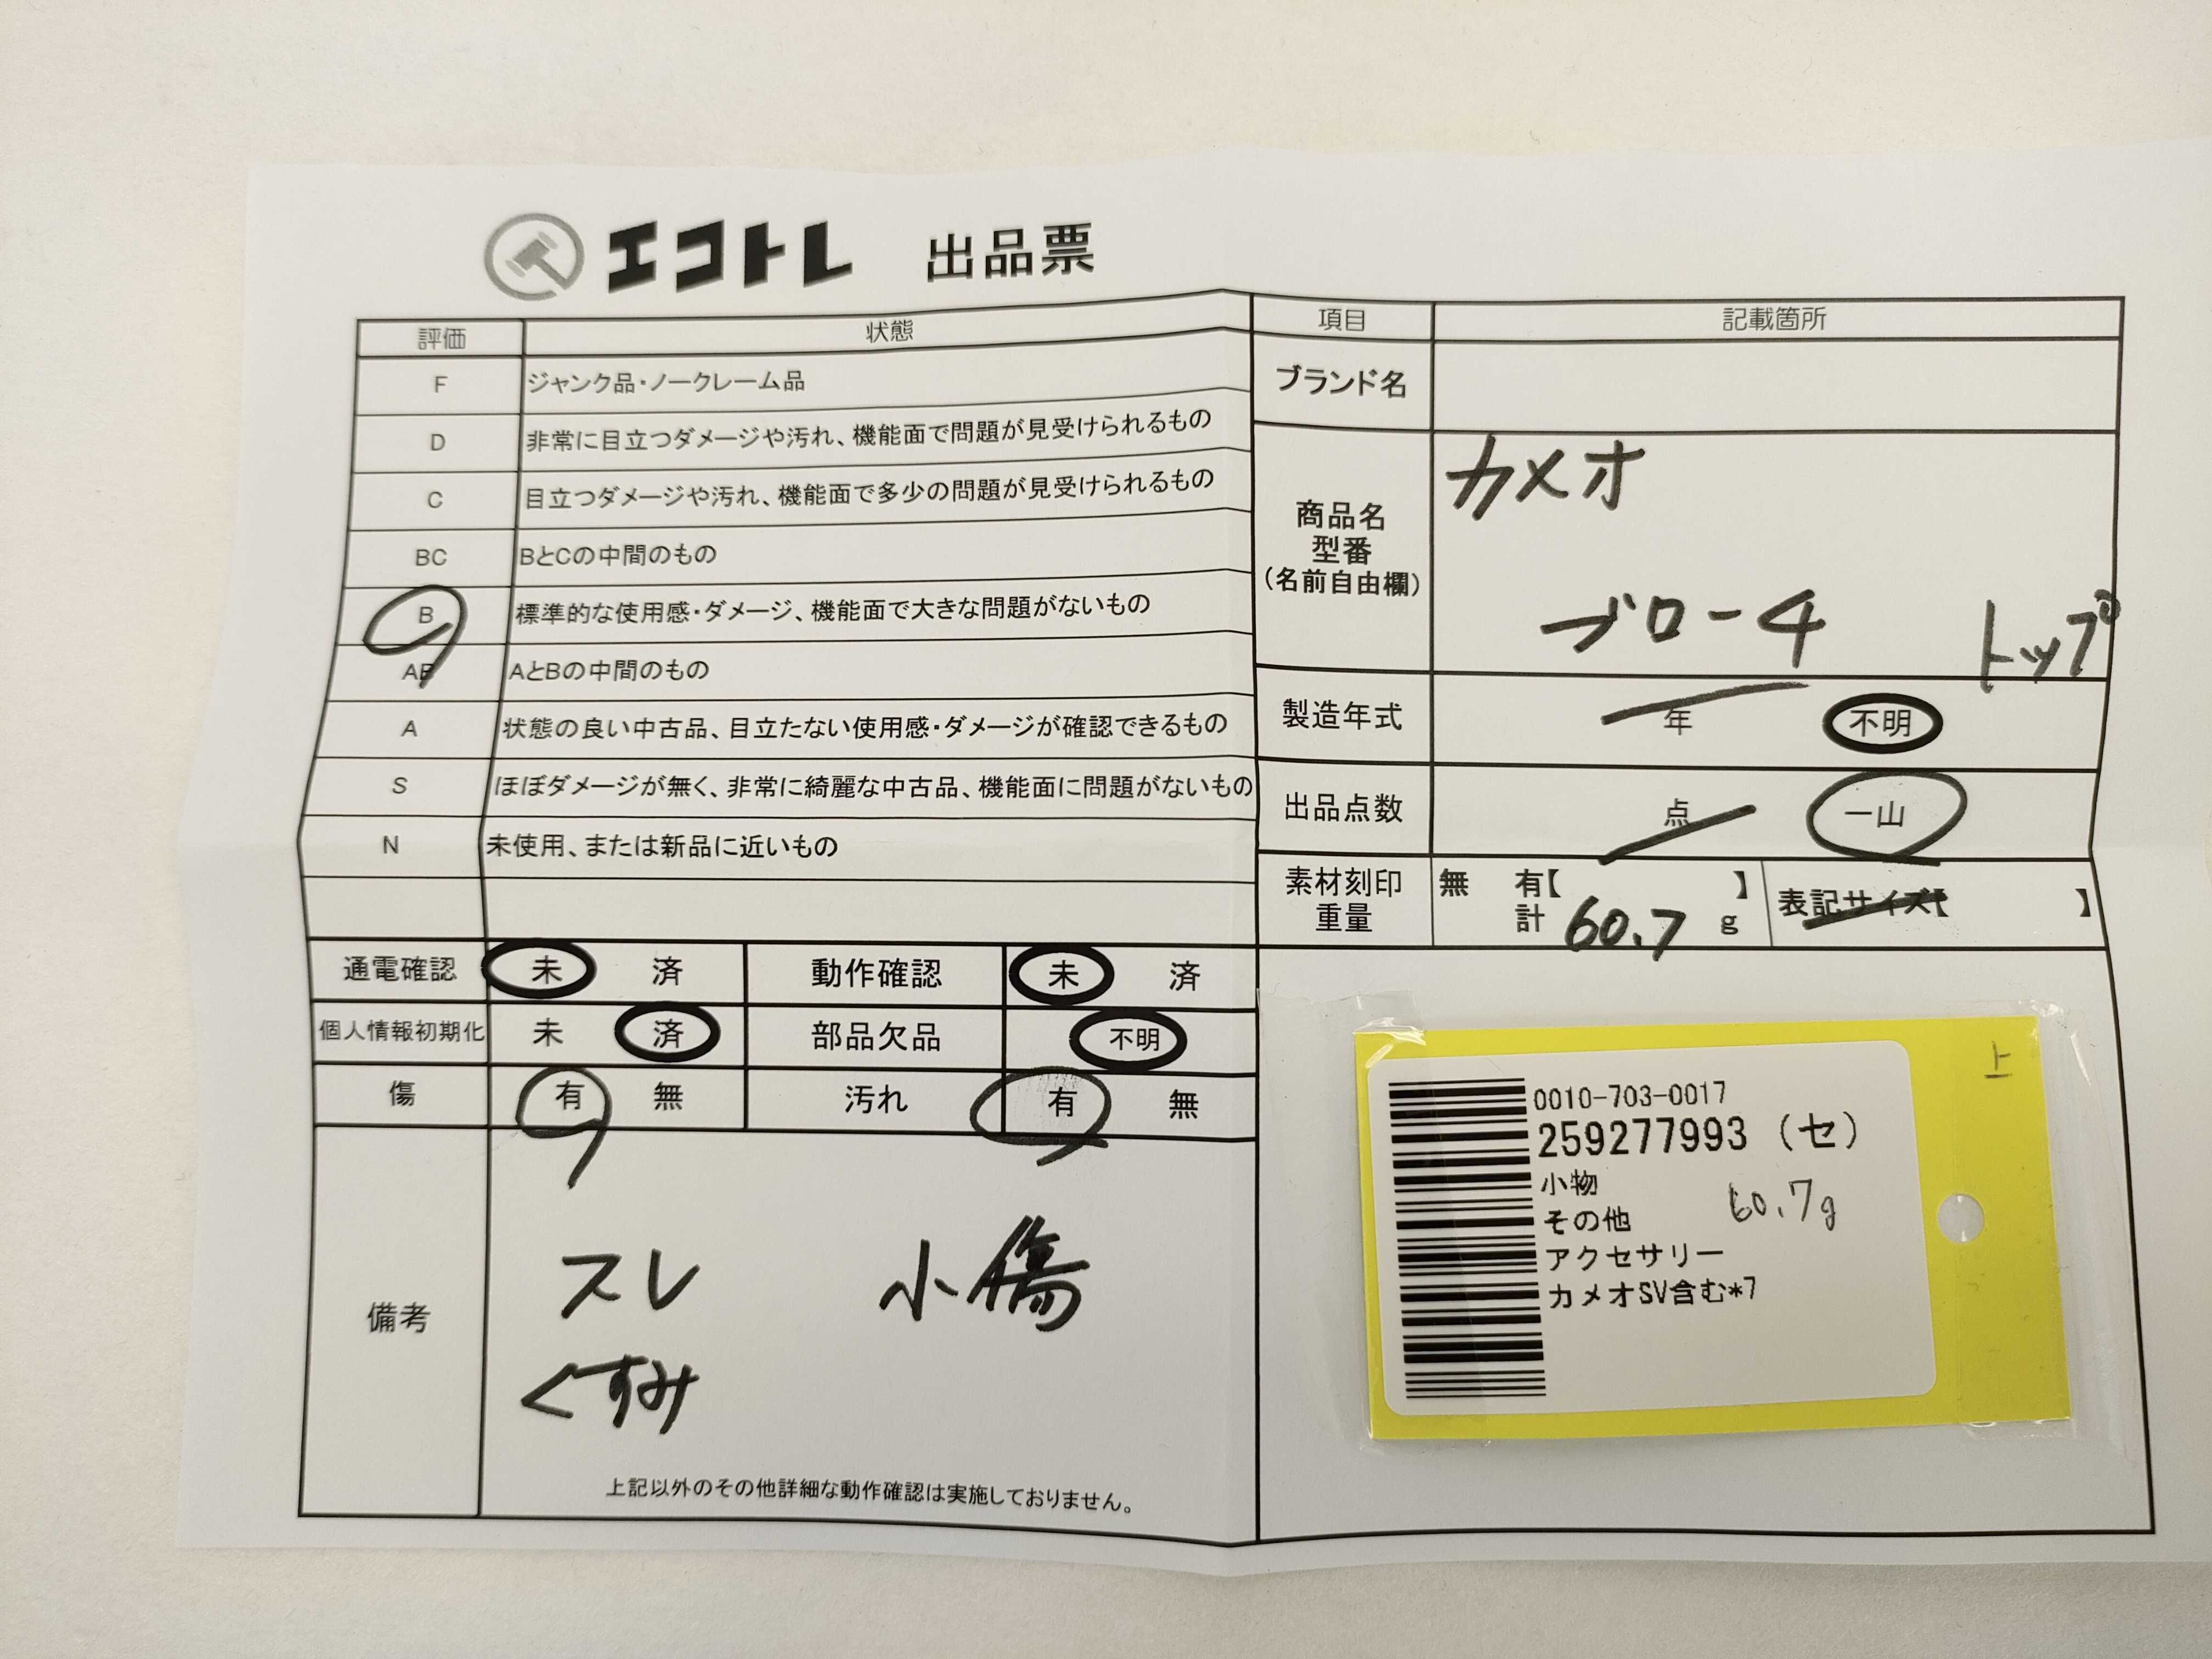 エコトレ 出品票
評価 状態
F ジャンク品・ノークレーム品
D 非常に目立つダメージや汚れ、機能面で問題が見受けられるもの
C 目立つダメージや汚れ、機能面で多少の問題が見受けられるもの
BC BとCの中間のもの
B 標準的な使用感・ダメージ、機能面で大きな問題がないもの
AB AとBの中間のもの
A 状態の良い中古品、目立たない使用感・ダメージが確認できるもの
S ほぼダメージが無く、非常に綺麗な中古品、機能面に問題がないもの
N 未使用、または新品に近いもの
通電確認 未 済 動作確認 未 済
個人情報初期化 未 済 部品欠品 不明
傷 有 無 汚れ 有 無
備考
スレ 小傷
くすみ
上記以外のその他詳細な動作確認は実施しておりません。
項目 記載箇所
ブランド名
商品名
型番
(名前自由欄)
カメオ
ブローチ トップ
製造年式 年 不明
出品点数 点 一山
素材刻印 無 有【 】
重量 計 60.7 g
表記サイズ【 】
上
0010-703-0017
259277993 (セ)
小物
その他 60.7g
アクセサリー
カメオSV含む*7